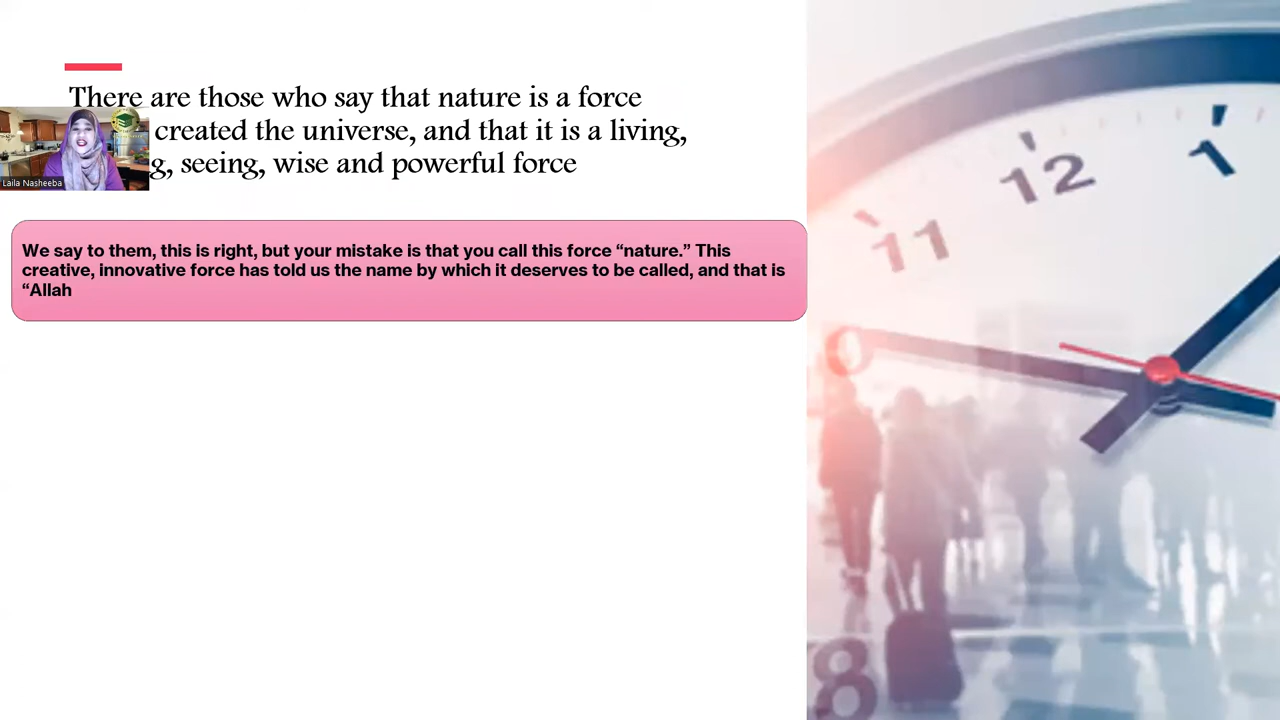 There are those who say that nature is a force
created the universe, and that it is a living,
g, seeing, wise and powerful force
Laila Nasheeba
We say to them, this is right, but your mistake is that you call this force “nature.” This
creative, innovative force has told us the name by which it deserves to be called, and that is
“Allah
11
12
1
8